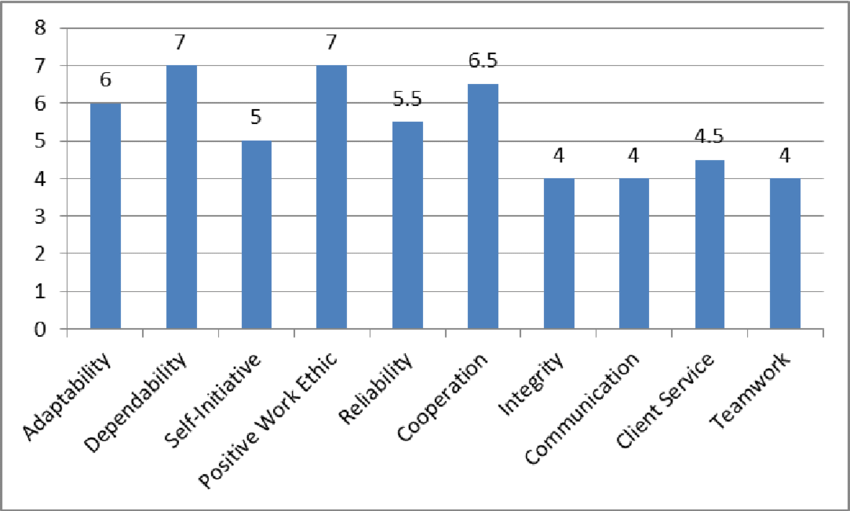 8
7
6
5
4
3
2
1
0
6
7
5
7
5.5
6.5
4
4
4.5
4
Adaptability
Dependability
Self-Initiative
Positive Work Ethic
Reliability
Cooperation
Integrity
Communication
Client Service
Teamwork